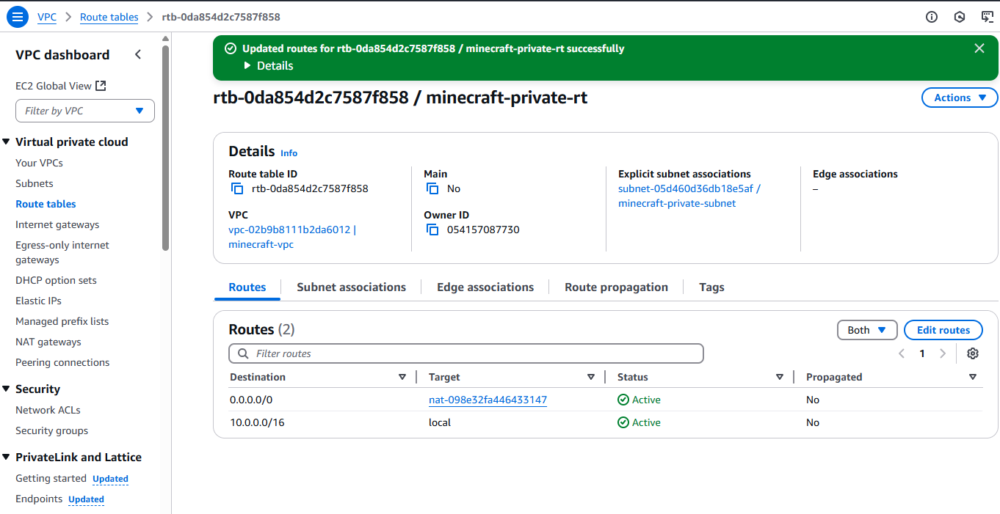 VPC > Route tables > rtb-0da854d2c7587f858
VPC dashboard
EC2 Global View
Filter by VPC
Virtual private cloud
Your VPCs
Subnets
Route tables
Internet gateways
Egress-only internet
gateways
DHCP option sets
Elastic IPs
Managed prefix lists
NAT gateways
Peering connections
Security
Network ACLs
Security groups
PrivateLink and Lattice
Getting started Updated
Endpoints Updated
Updated routes for rtb-0da854d2c7587f858 / minecraft-private-rt successfully
Details
rtb-0da854d2c7587f858 / minecraft-private-rt
Actions
Details Info
Route table ID
rtb-0da854d2c7587f858
VPC
vpc-02b9b8111b2da6012 |
minecraft-vpc
Main
No
Owner ID
054157087730
Explicit subnet associations
subnet-05d460d36db18e5af /
minecraft-private-subnet
Edge associations
–
Routes Subnet associations Edge associations Route propagation Tags
Routes (2)
Both Edit routes
Filter routes
1
Destination Target Status Propagated
0.0.0.0/0 nat-098e32fa446433147 Active No
10.0.0.0/16 local Active No